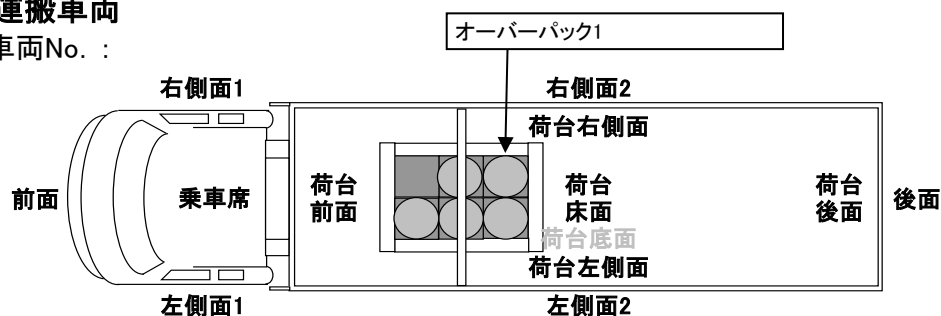 運搬車両
車両No. :
オーバーパック1
右側面1
右側面2
荷台右側面
前面
乗車席
荷台
前面
荷台
床面
荷台底面
荷台
後面
後面
荷台左側面
左側面1
左側面2